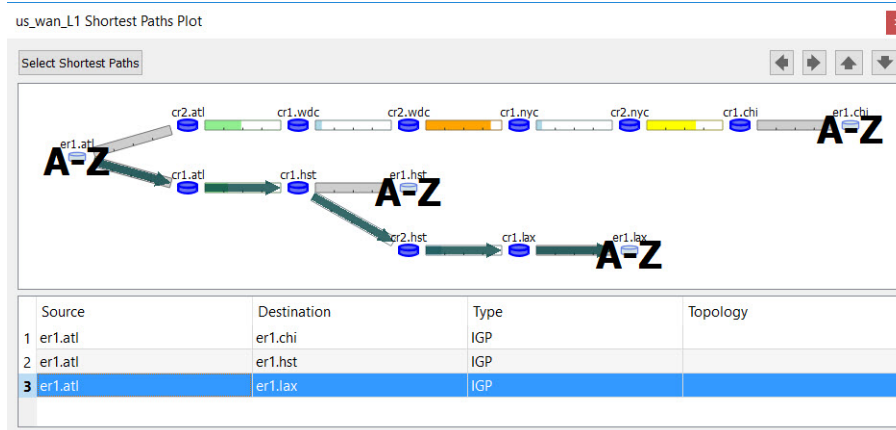 us_wan_L1 Shortest Paths Plot
Select Shortest Paths
cr2.atl cr1.wdc cr2.wdc cr1.nyc cr2.nyc cr1.chi er1.chi
A-Z
er1.atl
A-Z
cr1.atl cr1.hst er1.hst
A-Z
cr2.hst cr1.lax er1.lax
A-Z
Source Destination Type Topology
1 er1.atl er1.chi IGP
2 er1.atl er1.hst IGP
3 er1.atl er1.lax IGP